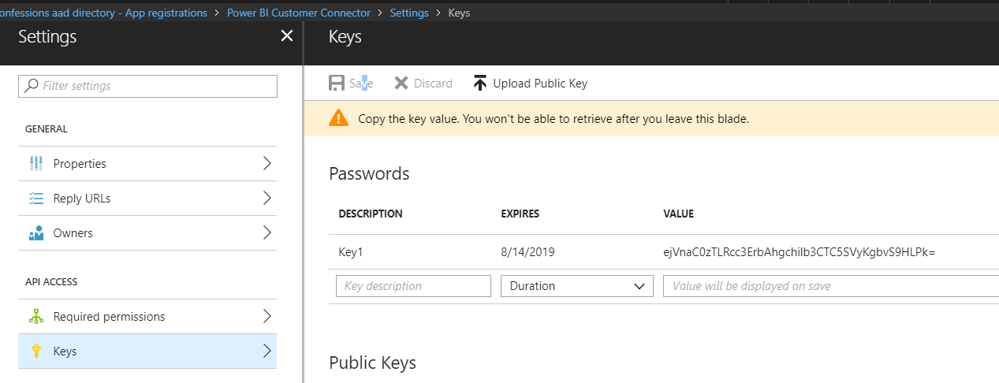 onfessions aad directory - App registrations > Power BI Customer Connector > Settings > Keys
Settings
Filter settings
GENERAL
Properties
Reply URLs
Owners
API ACCESS
Required permissions
Keys
Keys
Save Discard Upload Public Key
Copy the key value. You won't be able to retrieve after you leave this blade.
Passwords
DESCRIPTION EXPIRES VALUE
Key1 8/14/2019 ejVnaC0zTLRcc3ErbAhgchiIb3CTC5SVyKgbvS9HLPk=
Key description Duration Value will be displayed on save
Public Keys